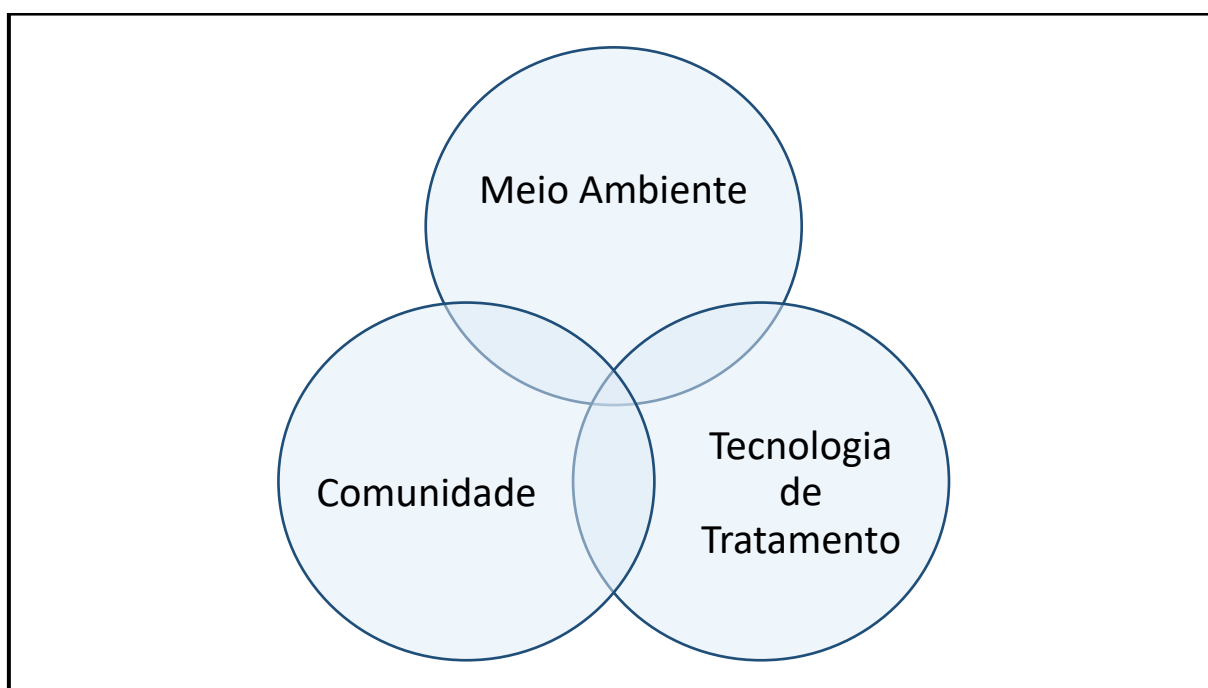 Meio Ambiente
Comunidade
Tecnologia
de
Tratamento